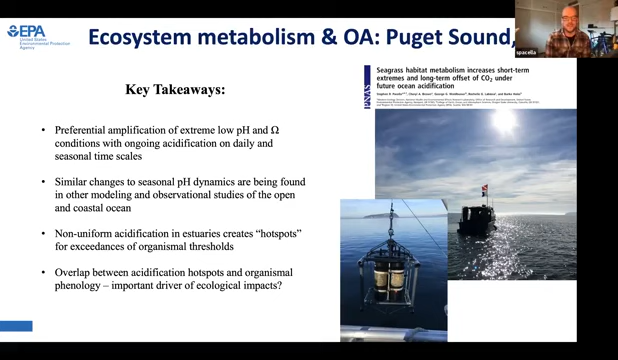 EPA
United States
Environmental Protection
Agency
Ecosystem metabolism & OA: Puget Sound,
spacella
Key Takeaways:
• Preferential amplification of extreme low pH and Ω
conditions with ongoing acidification on daily and
seasonal time scales
• Similar changes to seasonal pH dynamics are being found
in other modeling and observational studies of the open
and coastal ocean
• Non-uniform acidification in estuaries creates “hotspots”
for exceedances of organismal thresholds
• Overlap between acidification hotspots and organismal
phenology – important driver of ecological impacts?
PNAS
Seagrass habitat metabolism increases short-term
extremes and long-term offset of CO2 under
future ocean acidification